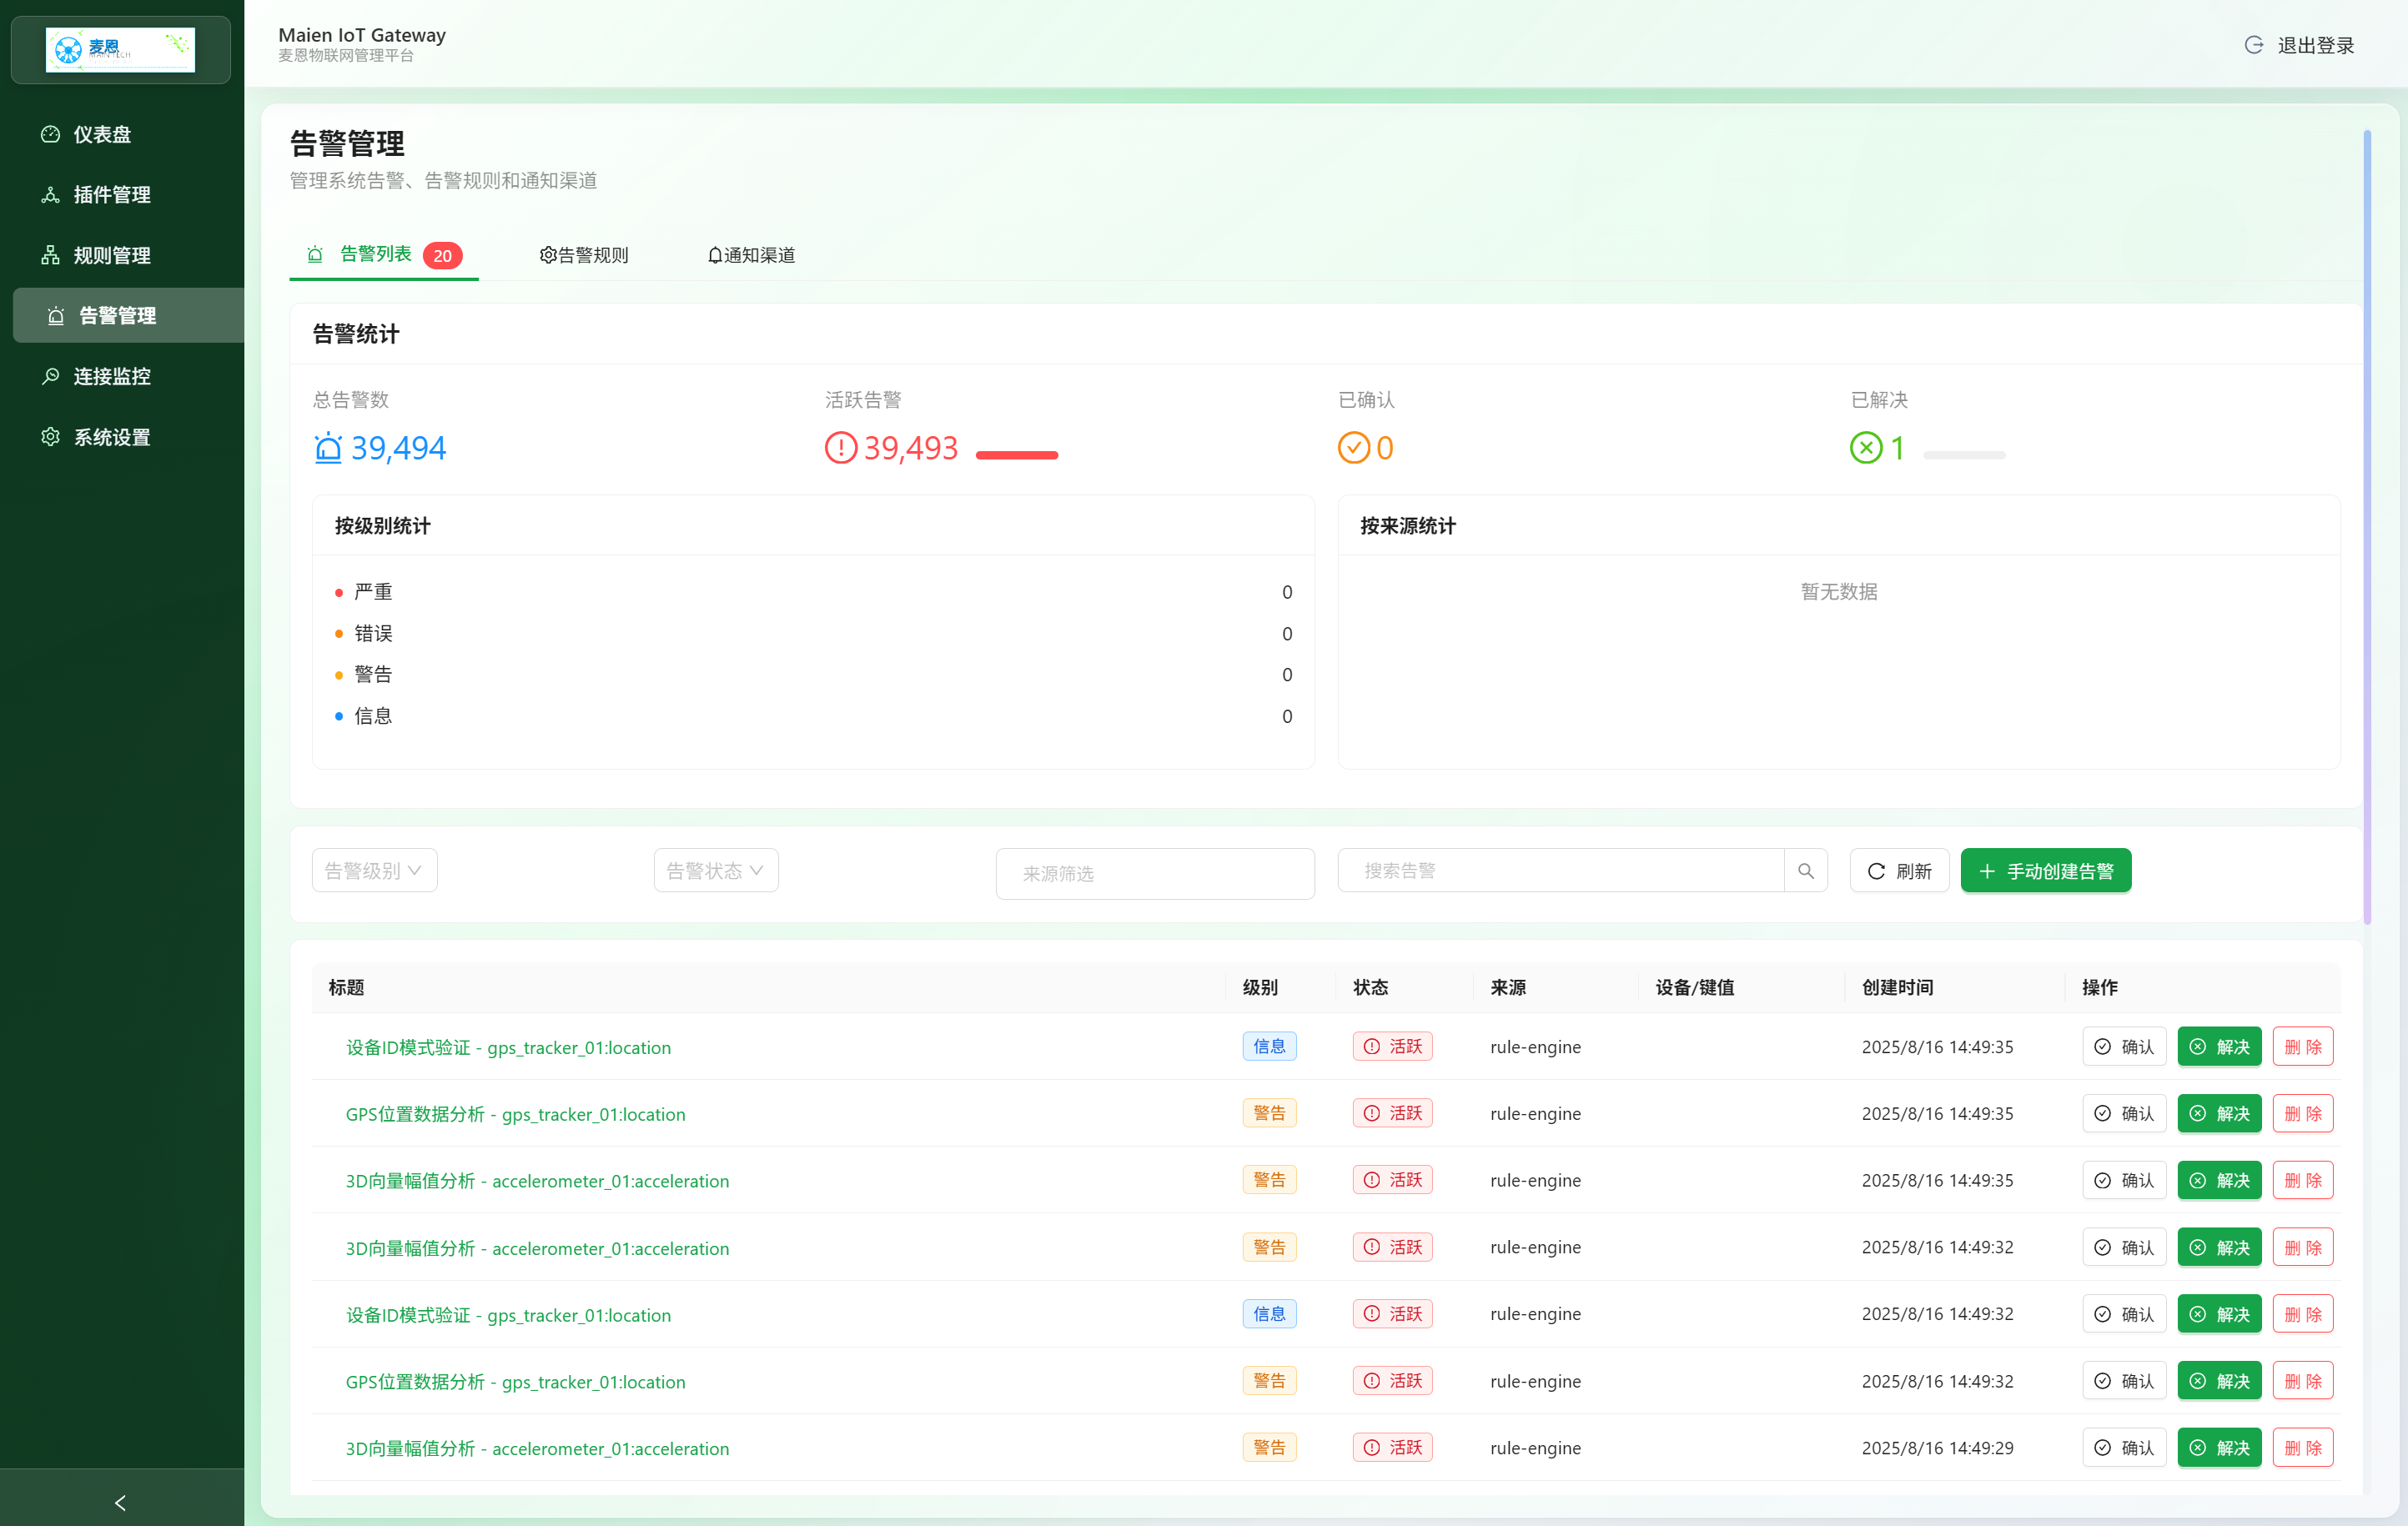 麦恩
MAIN TECH
Maien IoT Gateway
麦恩物联网管理平台
退出登录
仪表盘
插件管理
规则管理
告警管理
连接监控
系统设置
告警管理
管理系统告警、告警规则和通知渠道
告警列表 20 告警规则 通知渠道
告警统计
总告警数 活跃告警 已确认 已解决
39,494 39,493 0 1
按级别统计
严重 0
错误 0
警告 0
信息 0
按来源统计
暂无数据
告警级别 告警状态 来源筛选 搜索告警 刷新 手动创建告警
标题 级别 状态 来源 设备/键值 创建时间 操作
设备ID模式验证 - gps_tracker_01:location 信息 活跃 rule-engine 2025/8/16 14:49:35 确认 解决 删 除
GPS位置数据分析 - gps_tracker_01:location 警告 活跃 rule-engine 2025/8/16 14:49:35 确认 解决 删 除
3D向量幅值分析 - accelerometer_01:acceleration 警告 活跃 rule-engine 2025/8/16 14:49:35 确认 解决 删 除
3D向量幅值分析 - accelerometer_01:acceleration 警告 活跃 rule-engine 2025/8/16 14:49:32 确认 解决 删 除
设备ID模式验证 - gps_tracker_01:location 信息 活跃 rule-engine 2025/8/16 14:49:32 确认 解决 删 除
GPS位置数据分析 - gps_tracker_01:location 警告 活跃 rule-engine 2025/8/16 14:49:32 确认 解决 删 除
3D向量幅值分析 - accelerometer_01:acceleration 警告 活跃 rule-engine 2025/8/16 14:49:29 确认 解决 删 除